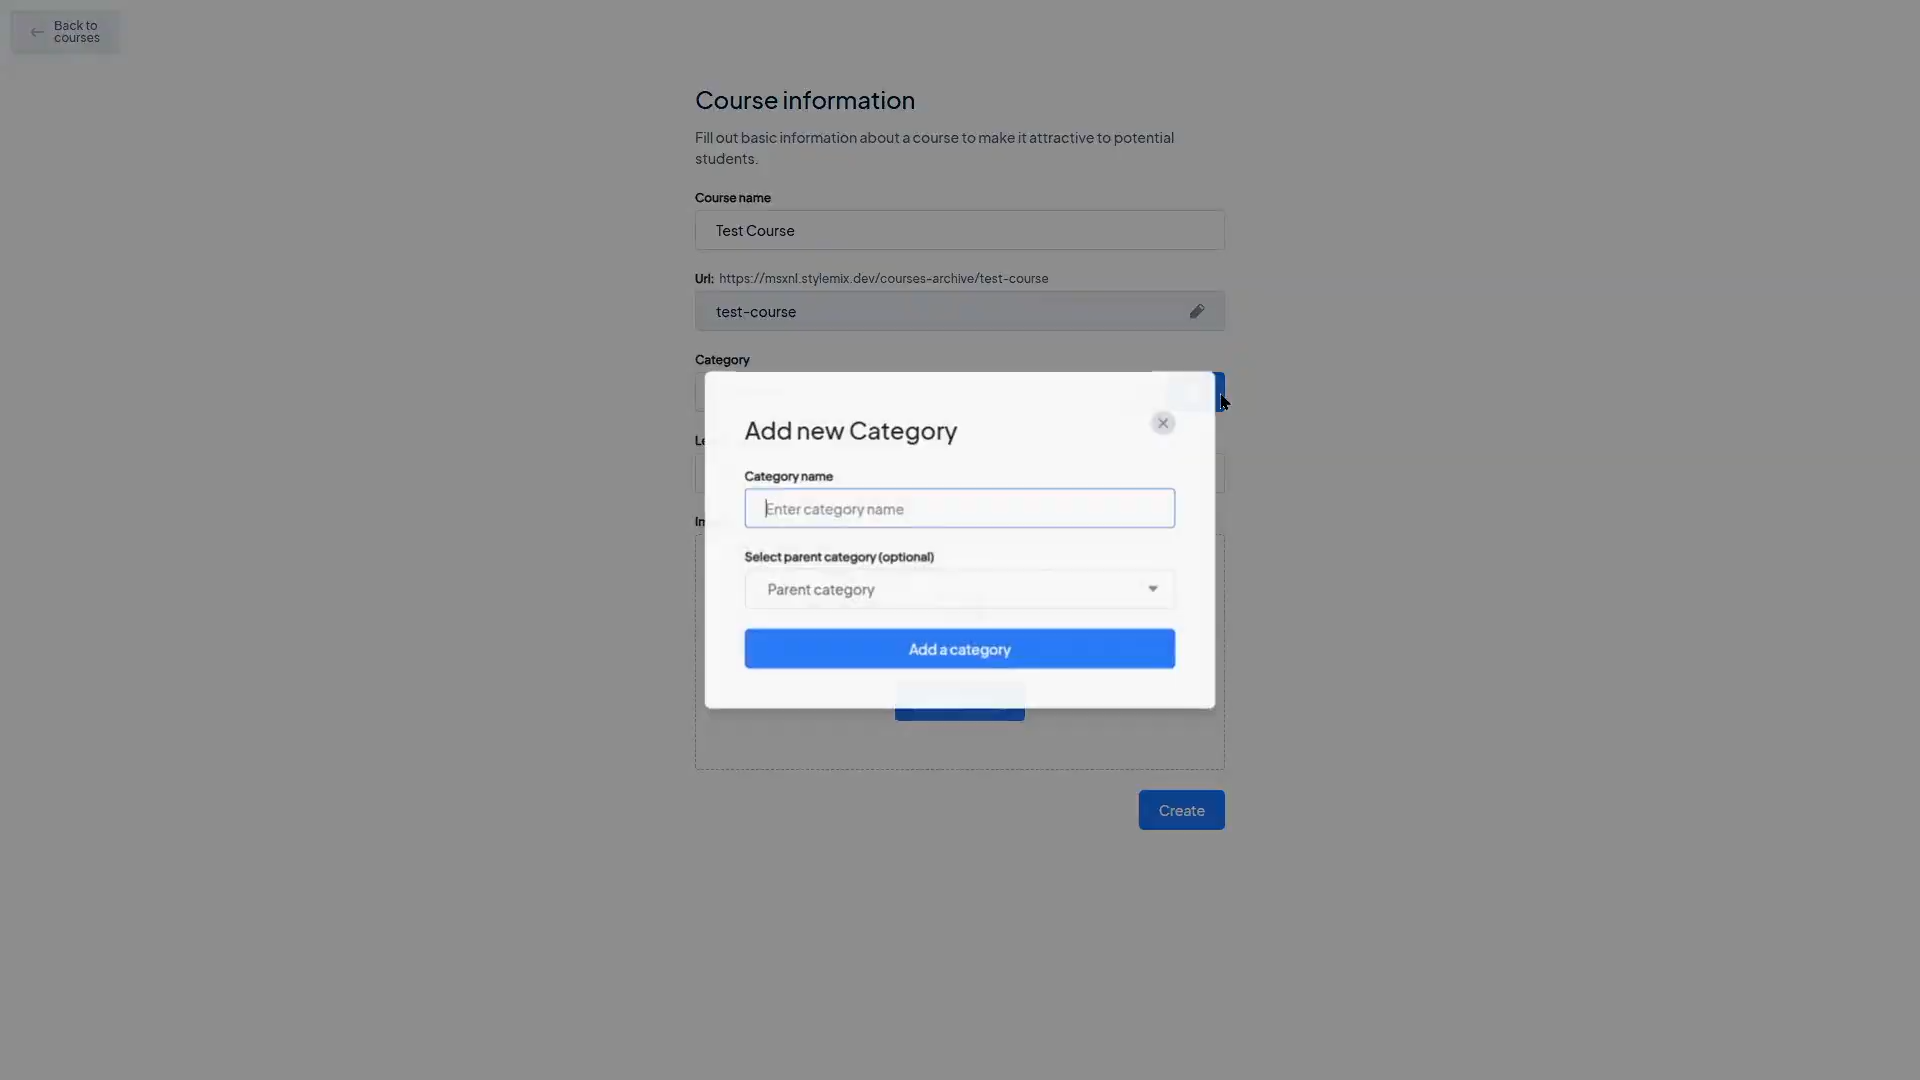 Back to
courses
Course information
Fill out basic information about a course to make it attractive to potential
students.
Course name
Test Course
Url: https://msxnl.stylemix.dev/courses-archive/test-course
test-course
Category
Add new Category
Category name
Enter category name
Select parent category (optional)
Parent category
Add a category
Create